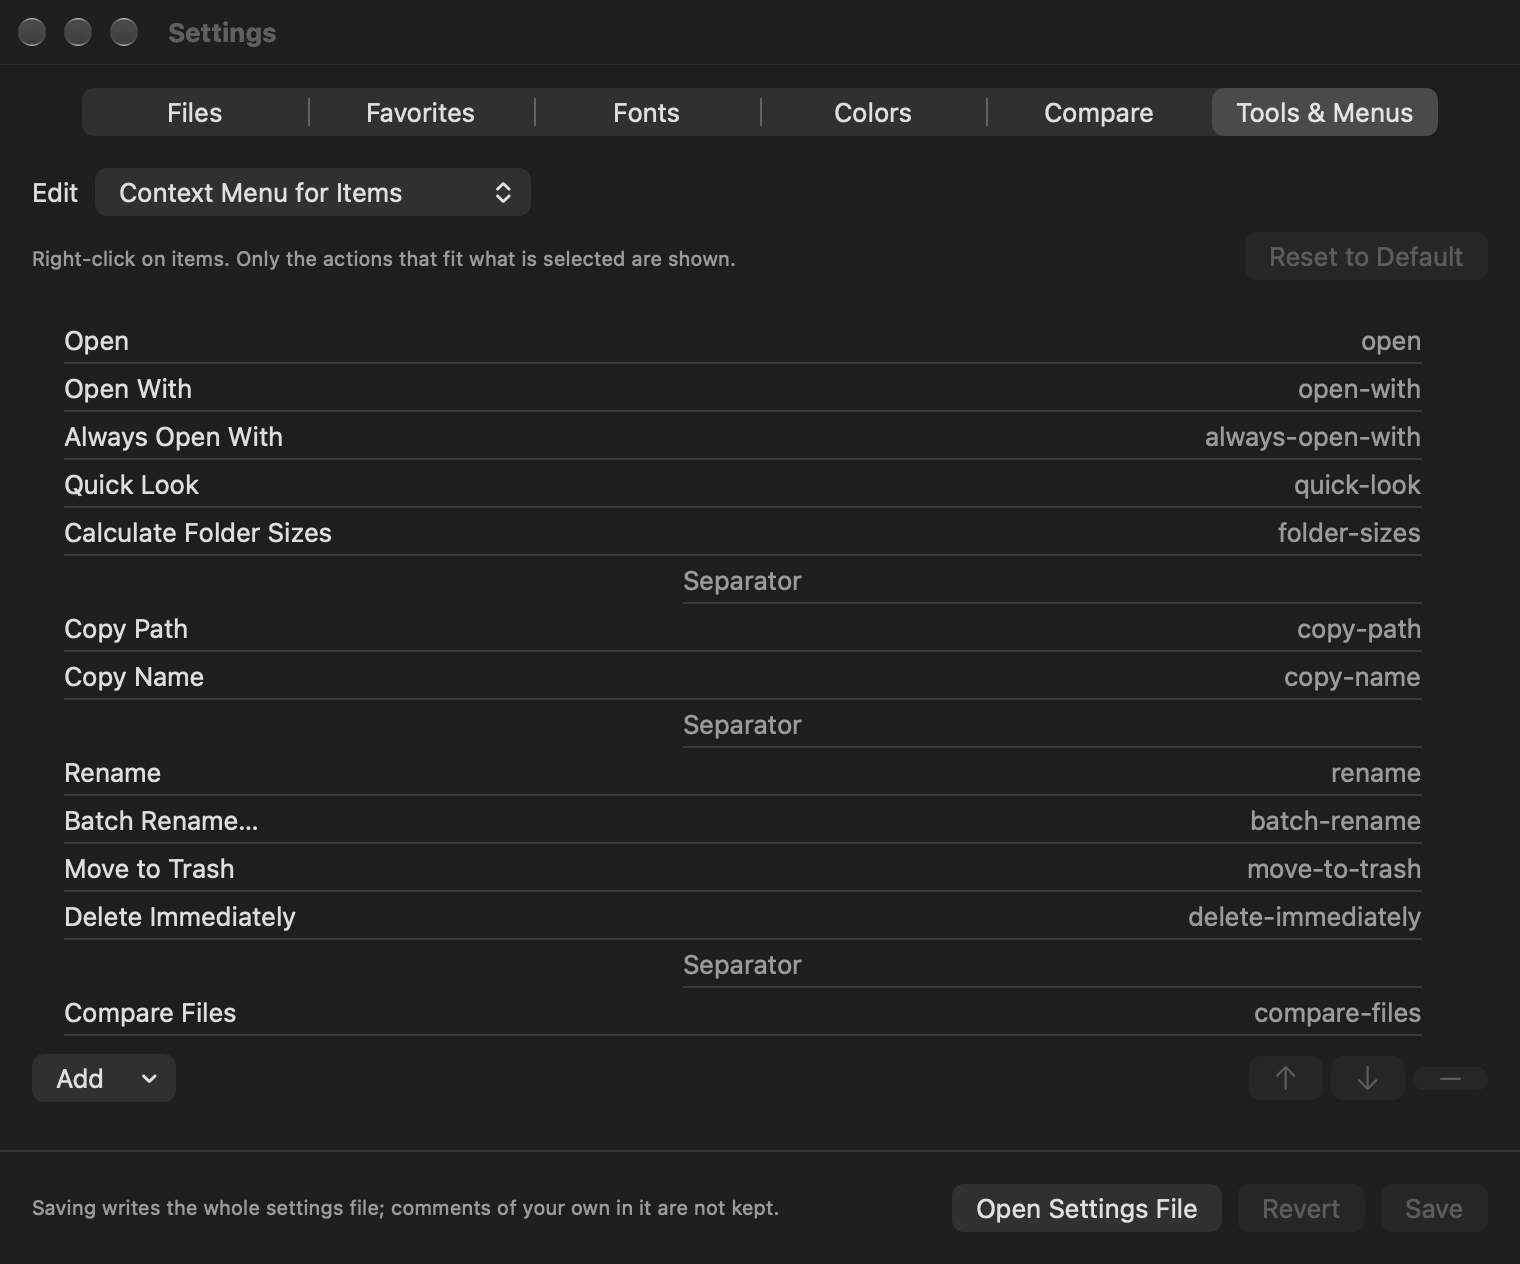 Settings
Files Favorites Fonts Colors Compare Tools & Menus
Edit Context Menu for Items
Right-click on items. Only the actions that fit what is selected are shown.
Reset to Default
Open open
Open With open-with
Always Open With always-open-with
Quick Look quick-look
Calculate Folder Sizes folder-sizes
Separator
Copy Path copy-path
Copy Name copy-name
Separator
Rename rename
Batch Rename... batch-rename
Move to Trash move-to-trash
Delete Immediately delete-immediately
Separator
Compare Files compare-files
Add
Saving writes the whole settings file; comments of your own in it are not kept.
Open Settings File Revert Save